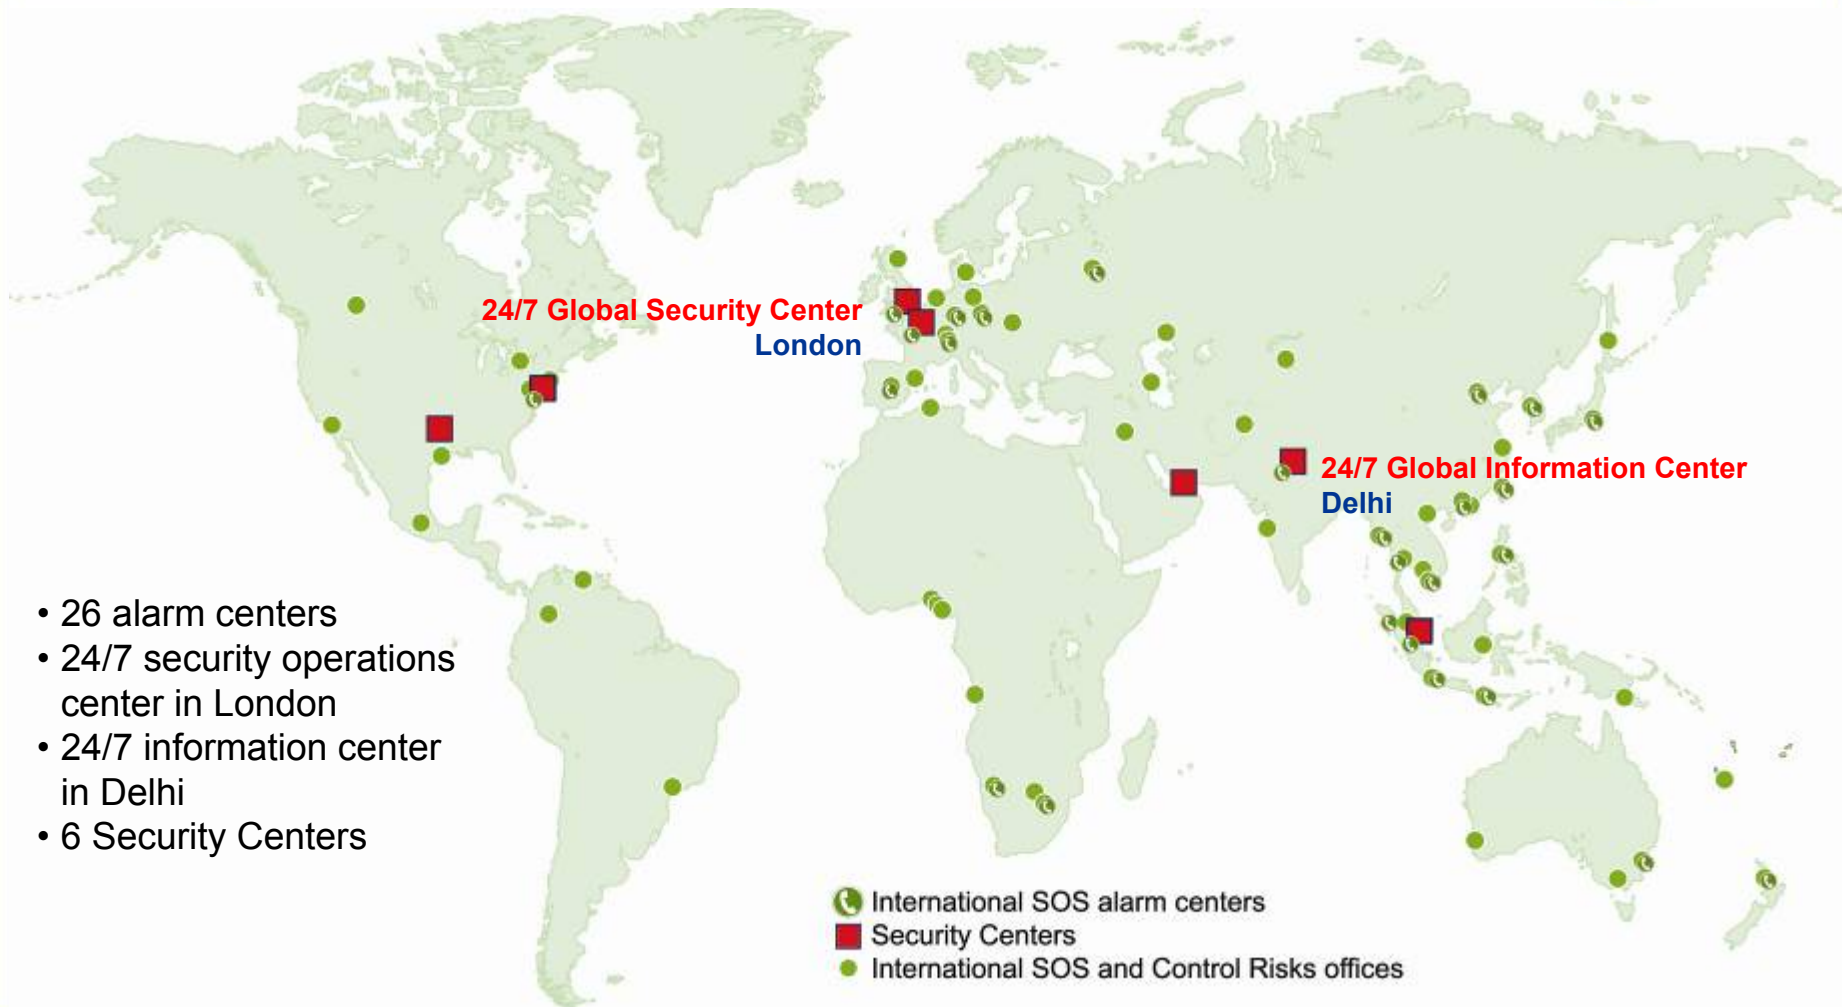 24/7 Global Security Center
London
24/7 Global Information Center
Delhi
• 26 alarm centers
• 24/7 security operations
center in London
• 24/7 information center
in Delhi
• 6 Security Centers
International SOS alarm centers
Security Centers
International SOS and Control Risks offices